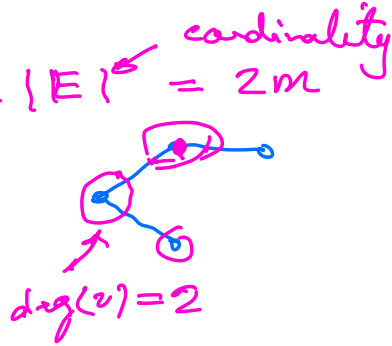 cardinality
. |E| = 2m
deg(v) = 2